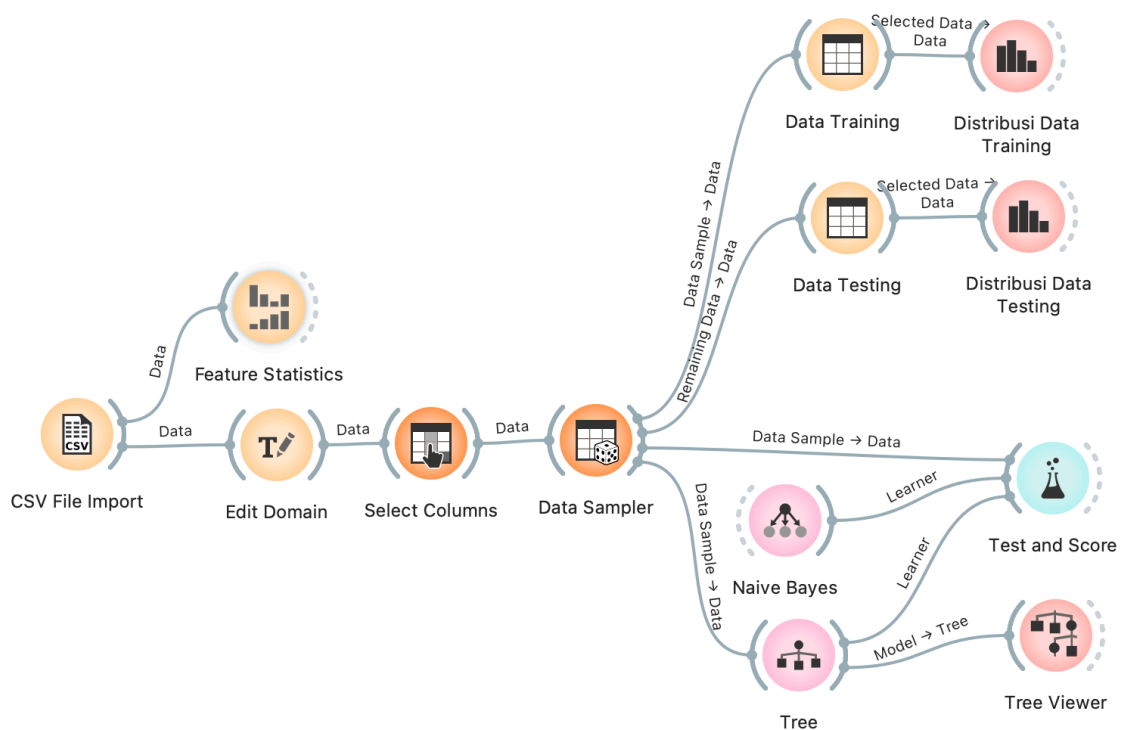 Selected Data →
Data
Data Training
Distribusi Data
Training
Data Sample → Data
Selected Data →
Data
Data Testing
Distribusi Data
Testing
Remaining Data → Data
Data
Feature Statistics
CSV
CSV File Import
Data
T
Edit Domain
Data
Select Columns
Data
Data Sampler
Data Sample → Data
Learner
Test and Score
Naive Bayes
Data Sample → Data
Learner
Model → Tree
Tree
Tree Viewer